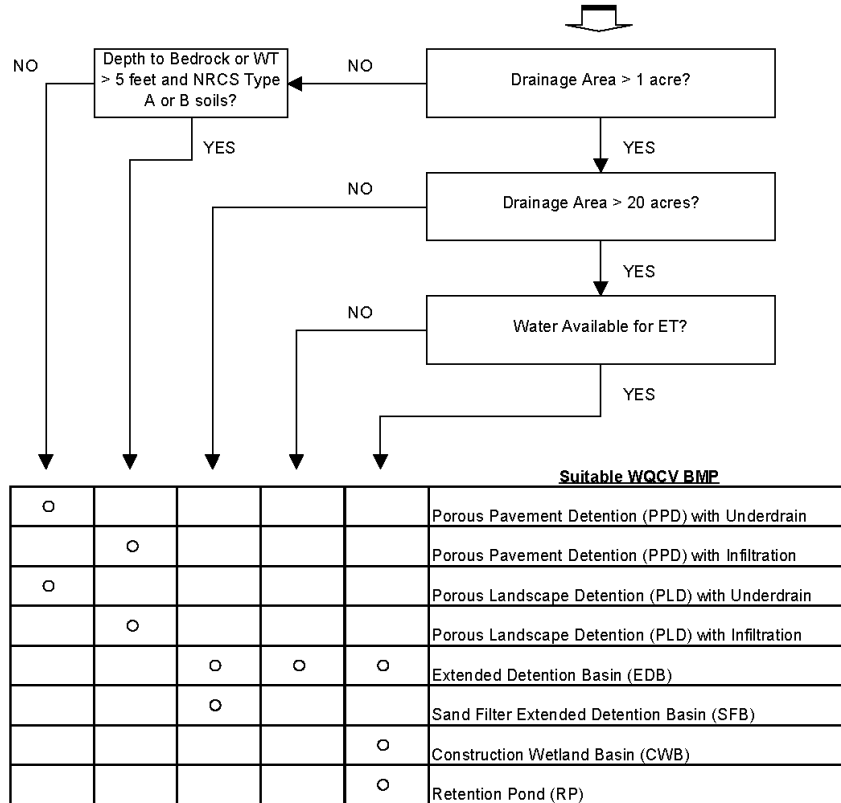 NO
Depth to Bedrock or WT
> 5 feet and NRCS Type
A or B soils?
NO
Drainage Area > 1 acre?
YES
YES
NO
Drainage Area > 20 acres?
YES
NO
Water Available for ET?
YES
Suitable WQCV BMP
Porous Pavement Detention (PPD) with Underdrain
Porous Pavement Detention (PPD) with Infiltration
Porous Landscape Detention (PLD) with Underdrain
Porous Landscape Detention (PLD) with Infiltration
Extended Detention Basin (EDB)
Sand Filter Extended Detention Basin (SFB)
Construction Wetland Basin (CWB)
Retention Pond (RP)